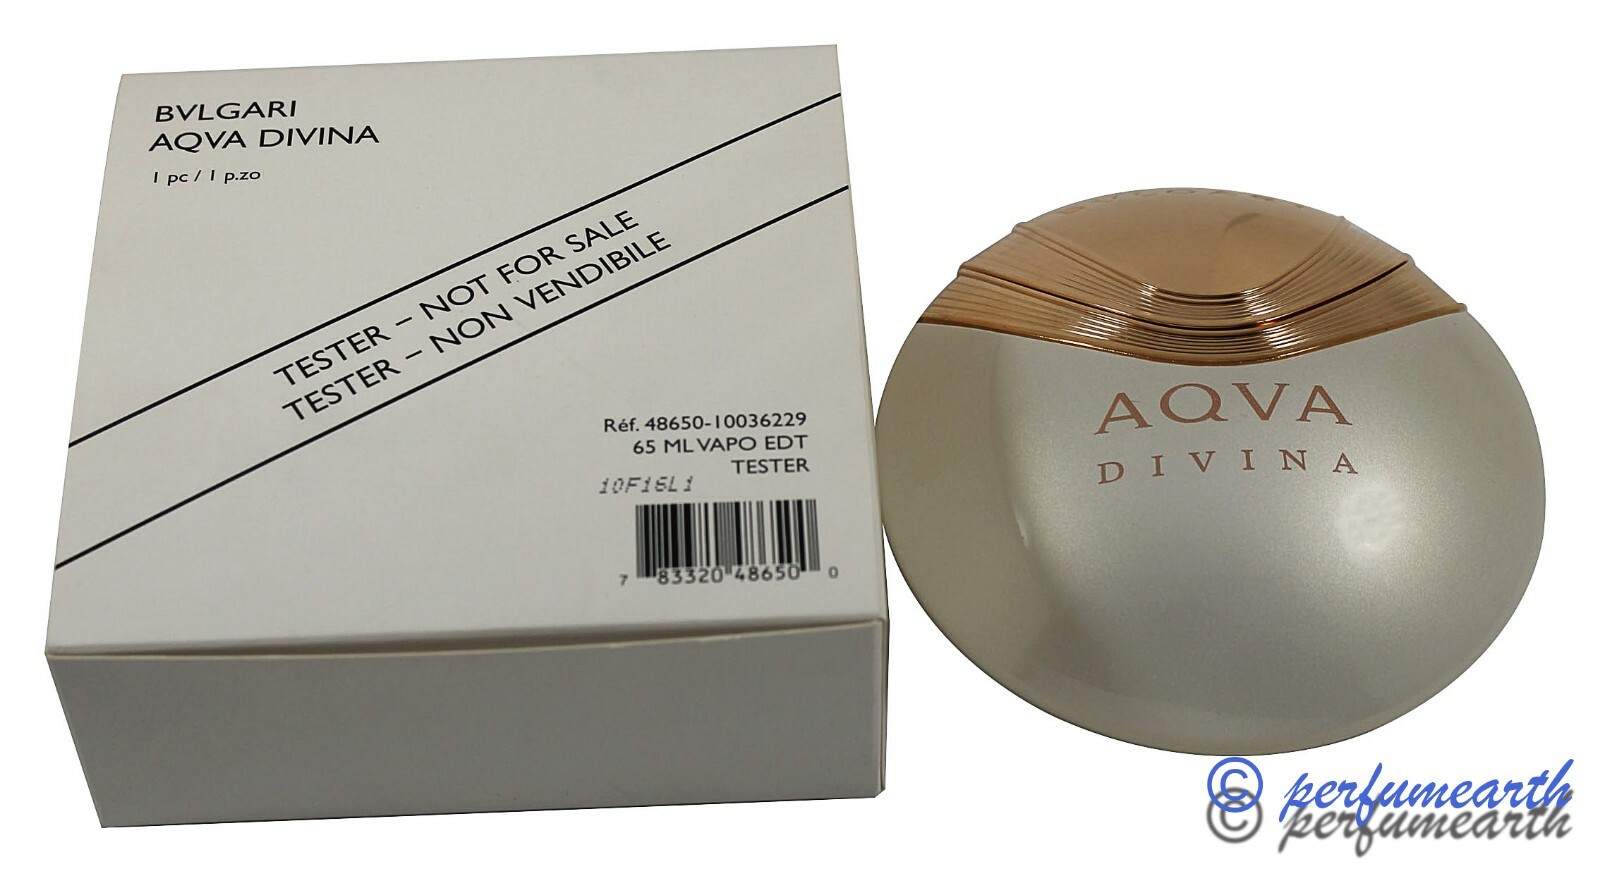 BVLGARI
AQVA DIVINA
1 pc / 1 p.zo
TESTER – NOT FOR SALE
TESTER – NON VENDIBILE
Réf. 48650-10036229
65 ML VAPO EDT
TESTER
10F16L1
7 83320 48650 0
AQVA
DIVINA
© perfumearth
© perfumearth